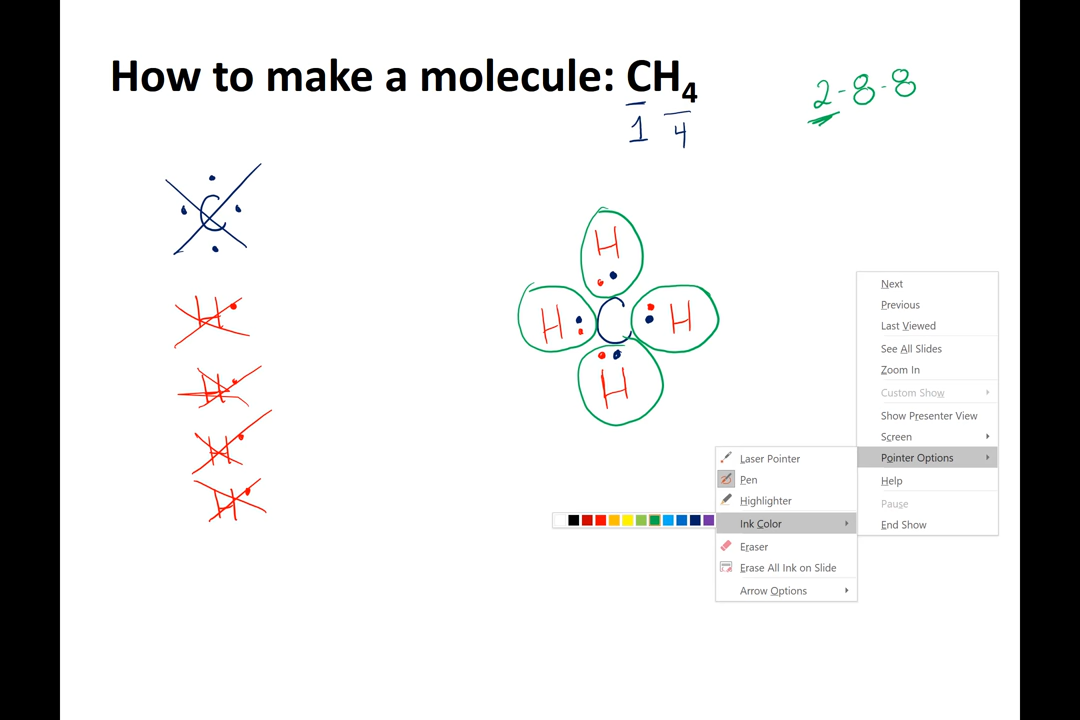 How to make a molecule: CH4
2-8-8
1 4
C
H
H
H
H
H
H C H
H
Next
Previous
Last Viewed
See All Slides
Zoom In
Custom Show
Show Presenter View
Screen
Pointer Options
Help
Pause
End Show
Laser Pointer
Pen
Highlighter
Ink Color
Eraser
Erase All Ink on Slide
Arrow Options